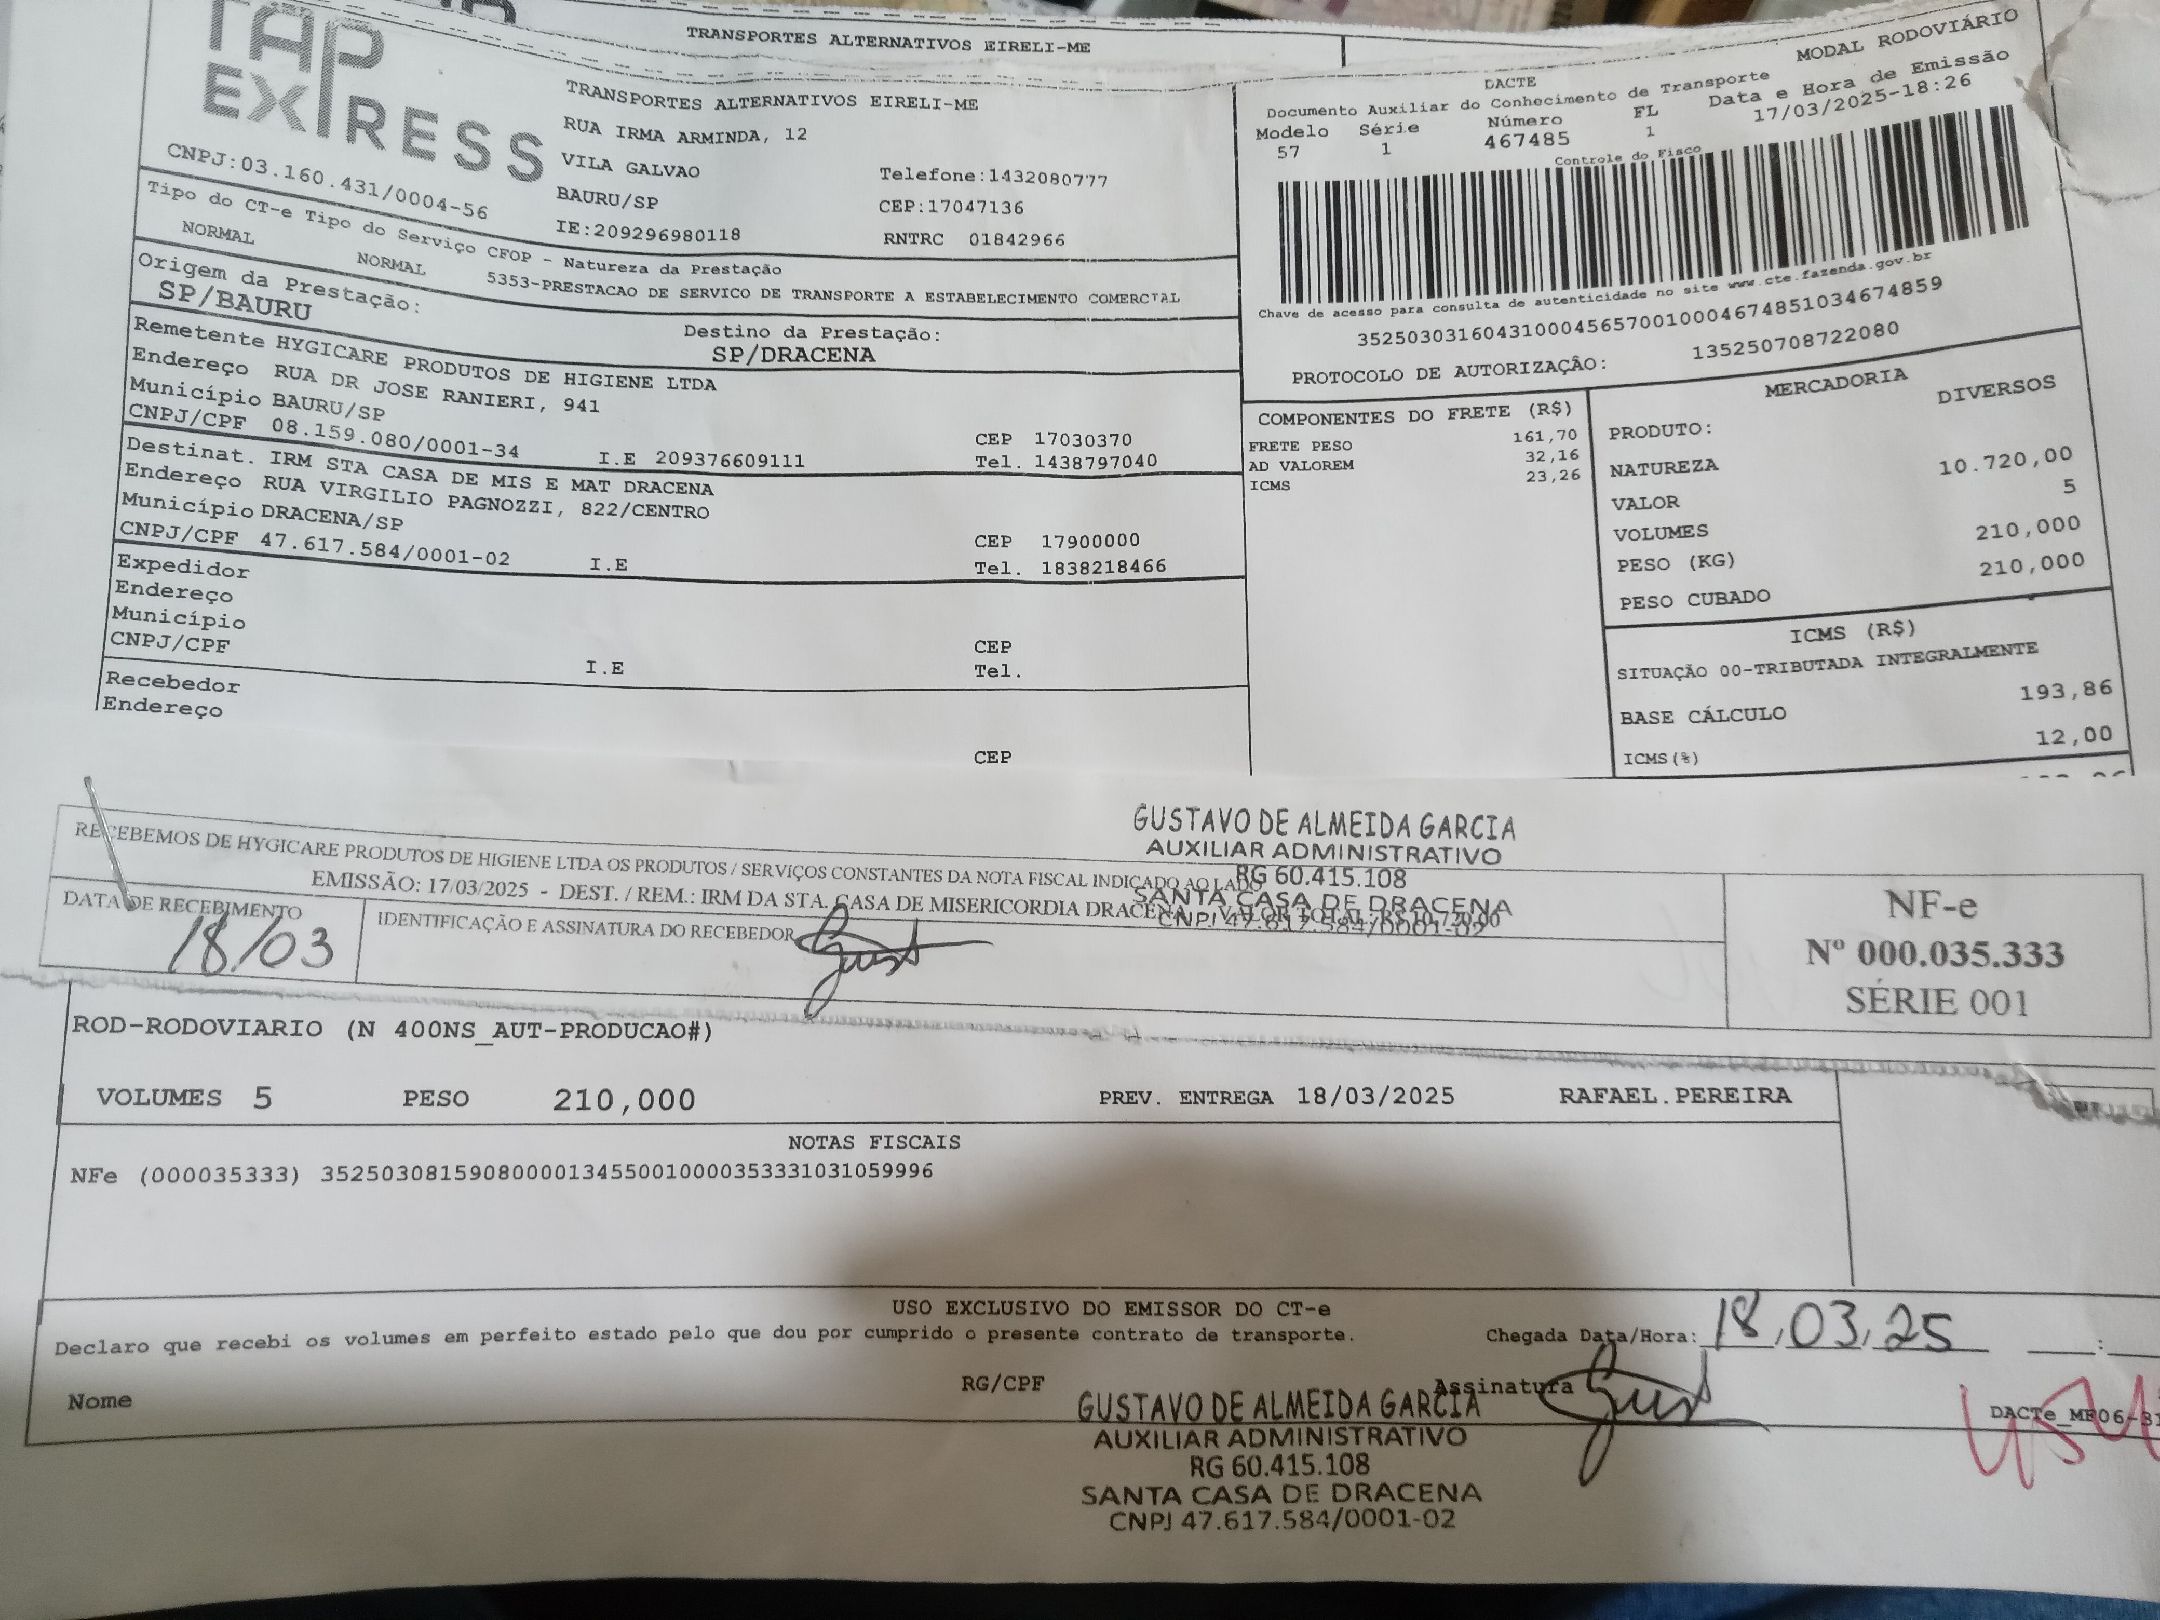 TRANSPORTES ALTERNATIVOS EIRELI-ME
TAP
EXPRESS
CNPJ:03.160.431/0004-56
TRANSPORTES ALTERNATIVOS EIRELI-ME
RUA IRMA ARMINDA, 12
VILA GALVAO Telefone:1432080777
BAURU/SP CEP:17047136
IE:209296980118 RNTRC 01842966
MODAL RODOVIÁRIO
DACTE
Documento Auxiliar do Conhecimento de Transporte
Modelo Série Número FL Data e Hora de Emissão
57 1 467485 1 17/03/2025-18:26
Controle do Fisco
Chave de acesso para consulta de autenticidade no site www.cte.fazenda.gov.br
35250303160431000456570010004674851034674859
PROTOCOLO DE AUTORIZAÇÂO: 135250708722080
Tipo do CT-e Tipo do Serviço CFOP - Natureza da Prestação
NORMAL NORMAL 5353-PRESTACAO DE SERVICO DE TRANSPORTE A ESTABELECIMENTO COMERCIAL
Origem da Prestação: Destino da Prestação:
SP/BAURU SP/DRACENA
Remetente HYGICARE PRODUTOS DE HIGIENE LTDA
Endereço RUA DR JOSE RANIERI, 941
Município BAURU/SP CEP 17030370
CNPJ/CPF 08.159.080/0001-34 I.E 209376609111 Tel. 1438797040
Destinat. IRM STA CASA DE MIS E MAT DRACENA
Endereço RUA VIRGILIO PAGNOZZI, 822/CENTRO
Município DRACENA/SP CEP 17900000
CNPJ/CPF 47.617.584/0001-02 I.E Tel. 1838218466
Expedidor
Endereço
Município CEP
CNPJ/CPF I.E Tel.
Recebedor
Endereço
CEP
COMPONENTES DO FRETE (R$)
FRETE PESO 161,70
AD VALOREM 32,16
ICMS 23,26
MERCADORIA
PRODUTO: DIVERSOS
NATUREZA
VALOR 10.720,00
VOLUMES 5
PESO (KG) 210,000
PESO CUBADO 210,000
ICMS (R$)
SITUAÇÃO 00-TRIBUTADA INTEGRALMENTE
BASE CÁLCULO 193,86
ICMS(%) 12,00
GUSTAVO DE ALMEIDA GARCIA
AUXILIAR ADMINISTRATIVO
RG 60.415.108
SANTA CASA DE DRACENA
CNPJ 47.617.584/0001-02
RECEBEMOS DE HYGICARE PRODUTOS DE HIGIENE LTDA OS PRODUTOS / SERVIÇOS CONSTANTES DA NOTA FISCAL INDICADO AO LADO
EMISSÃO: 17/03/2025 - DEST. / REM.: IRM DA STA. CASA DE MISERICORDIA DRACENA VALOR TOTAL: R$ 10.720,00
DATA DE RECEBIMENTO IDENTIFICAÇÃO E ASSINATURA DO RECEBEDOR
18/03
NF-e
Nº 000.035.333
SÉRIE 001
ROD-RODOVIARIO (N 400NS_AUT-PRODUCAO#)
VOLUMES 5 PESO 210,000 PREV. ENTREGA 18/03/2025 RAFAEL.PEREIRA
NOTAS FISCAIS
NFe (000035333) 35250308159080000134550010000353331031059996
USO EXCLUSIVO DO EMISSOR DO CT-e
Declaro que recebi os volumes em perfeito estado pelo que dou por cumprido o presente contrato de transporte. Chegada Data/Hora: 18/03/25 :
Nome RG/CPF Assinatura
GUSTAVO DE ALMEIDA GARCIA
AUXILIAR ADMINISTRATIVO
RG 60.415.108
SANTA CASA DE DRACENA
CNPJ 47.617.584/0001-02